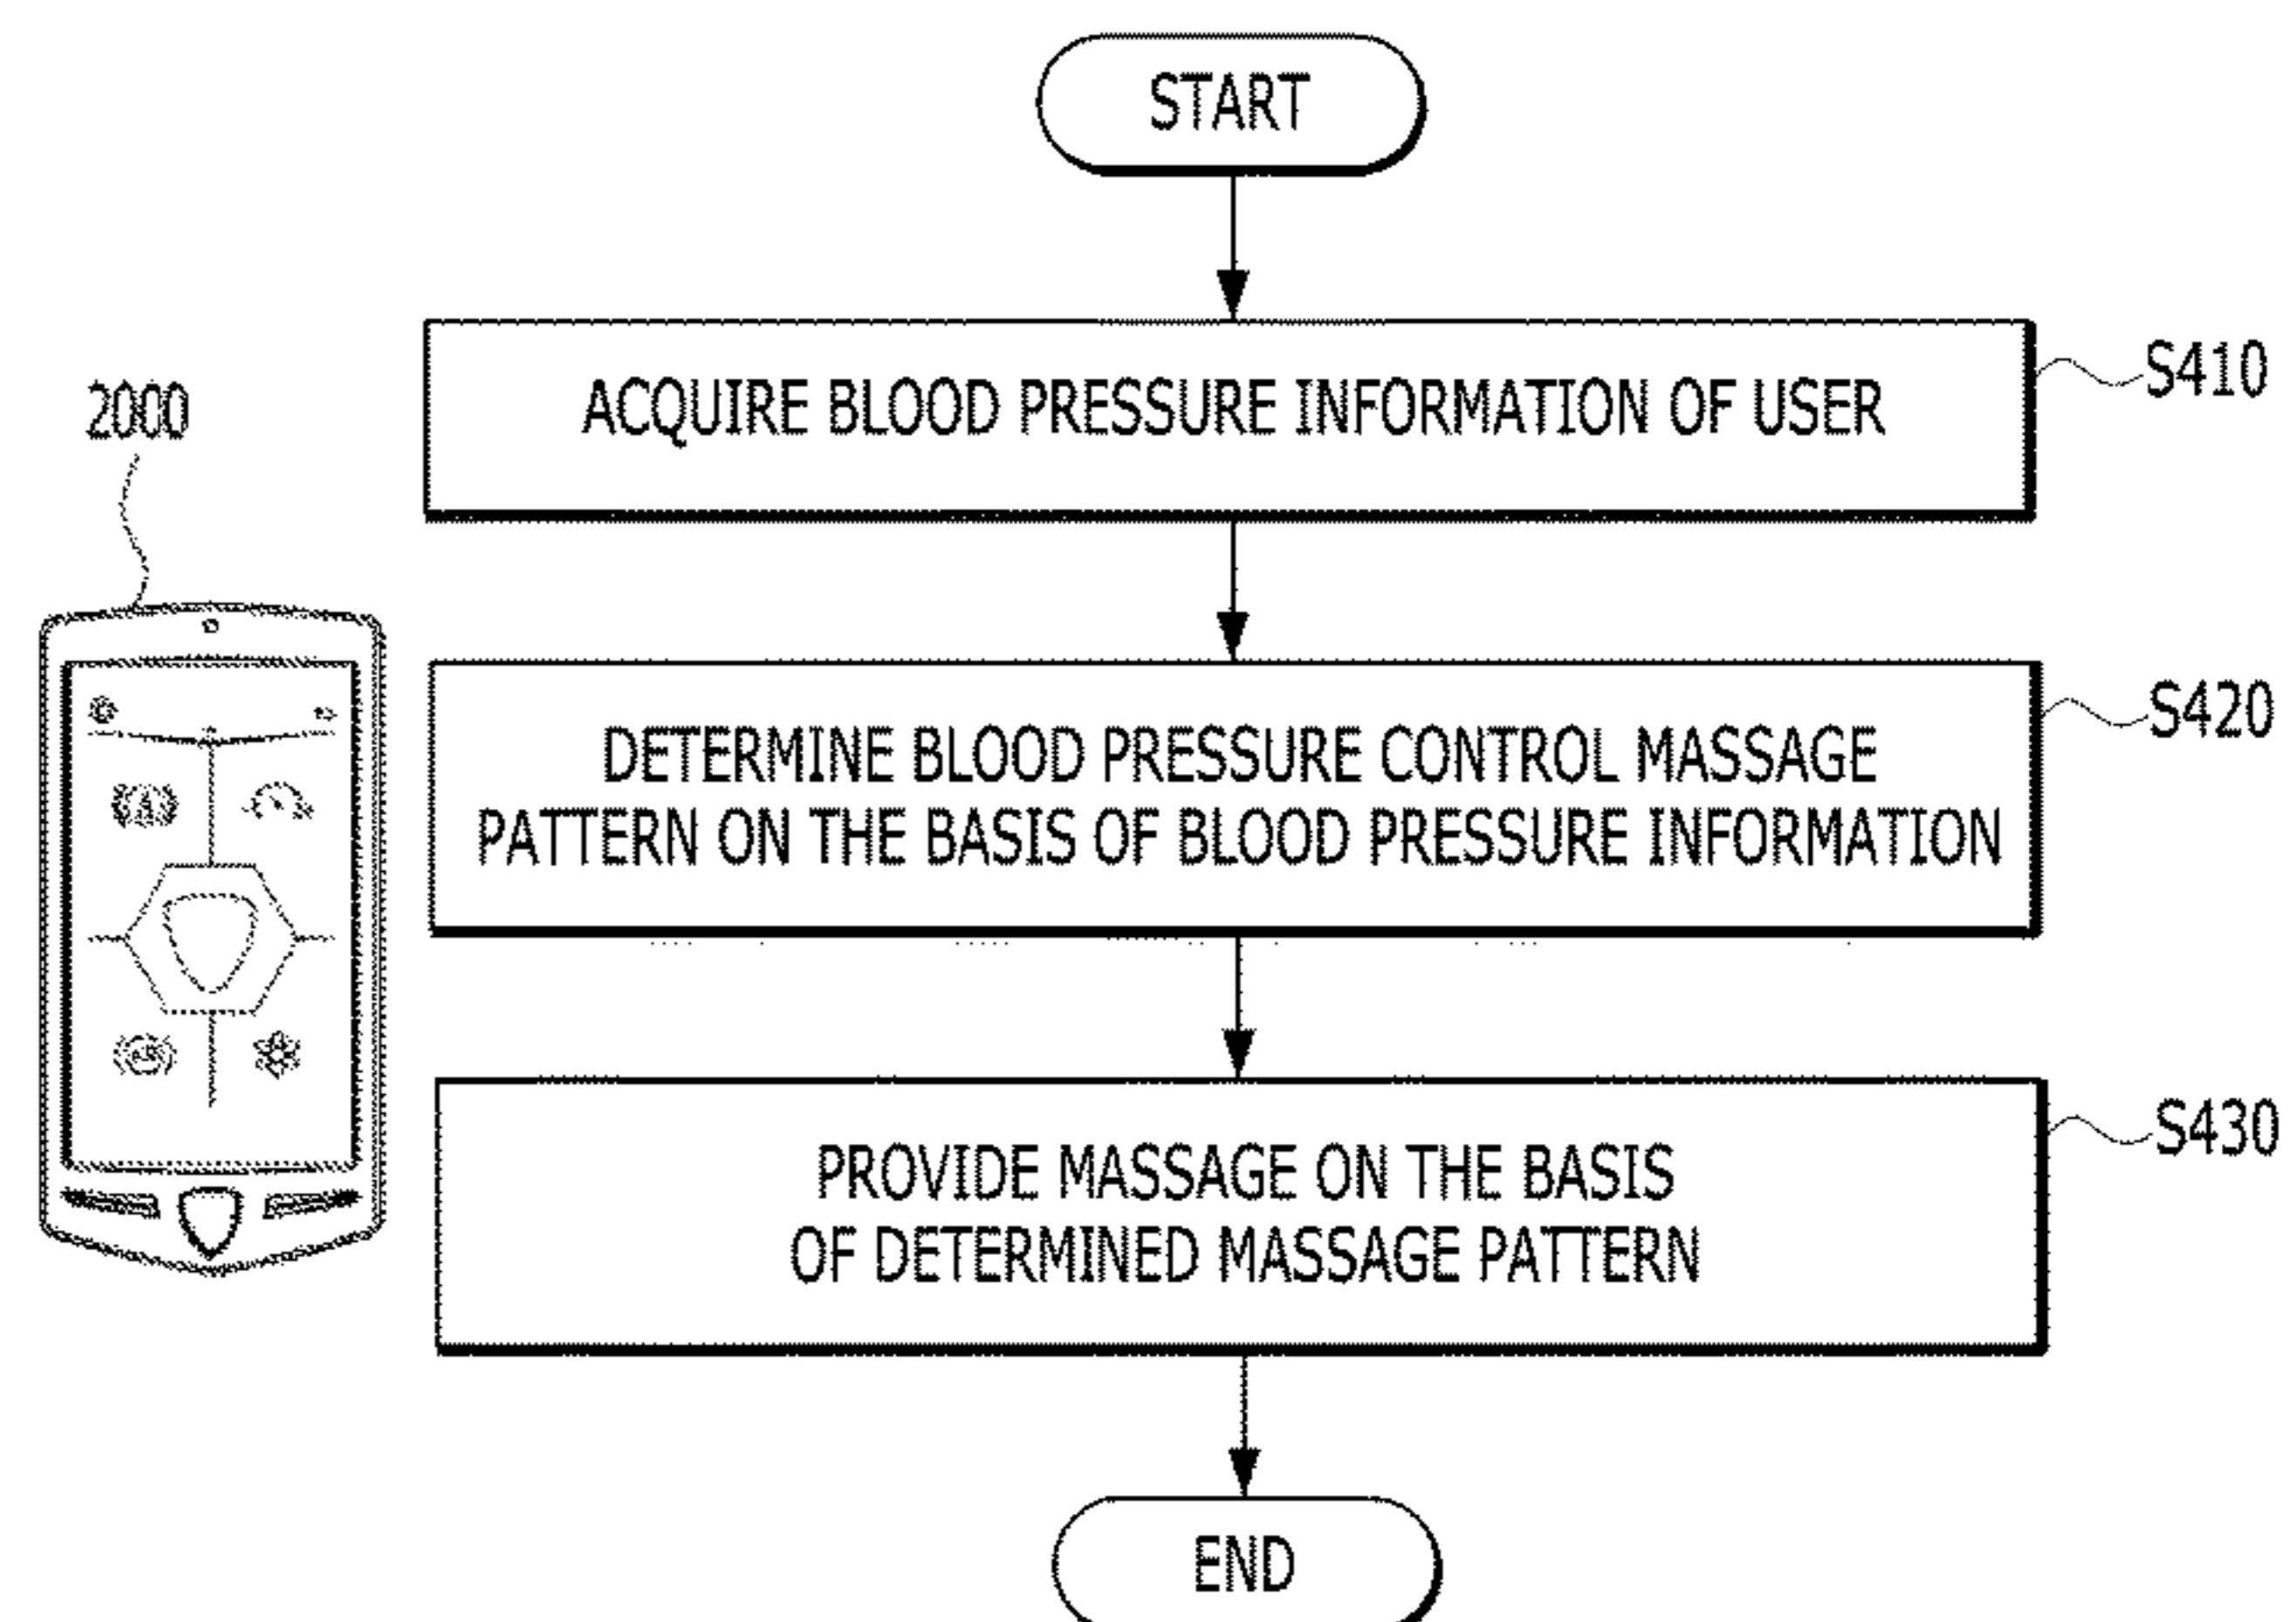 START
ACQUIRE BLOOD PRESSURE INFORMATION OF USER
S410
2000
DETERMINE BLOOD PRESSURE CONTROL MASSAGE
PATTERN ON THE BASIS OF BLOOD PRESSURE INFORMATION
S420
PROVIDE MASSAGE ON THE BASIS
OF DETERMINED MASSAGE PATTERN
S430
END